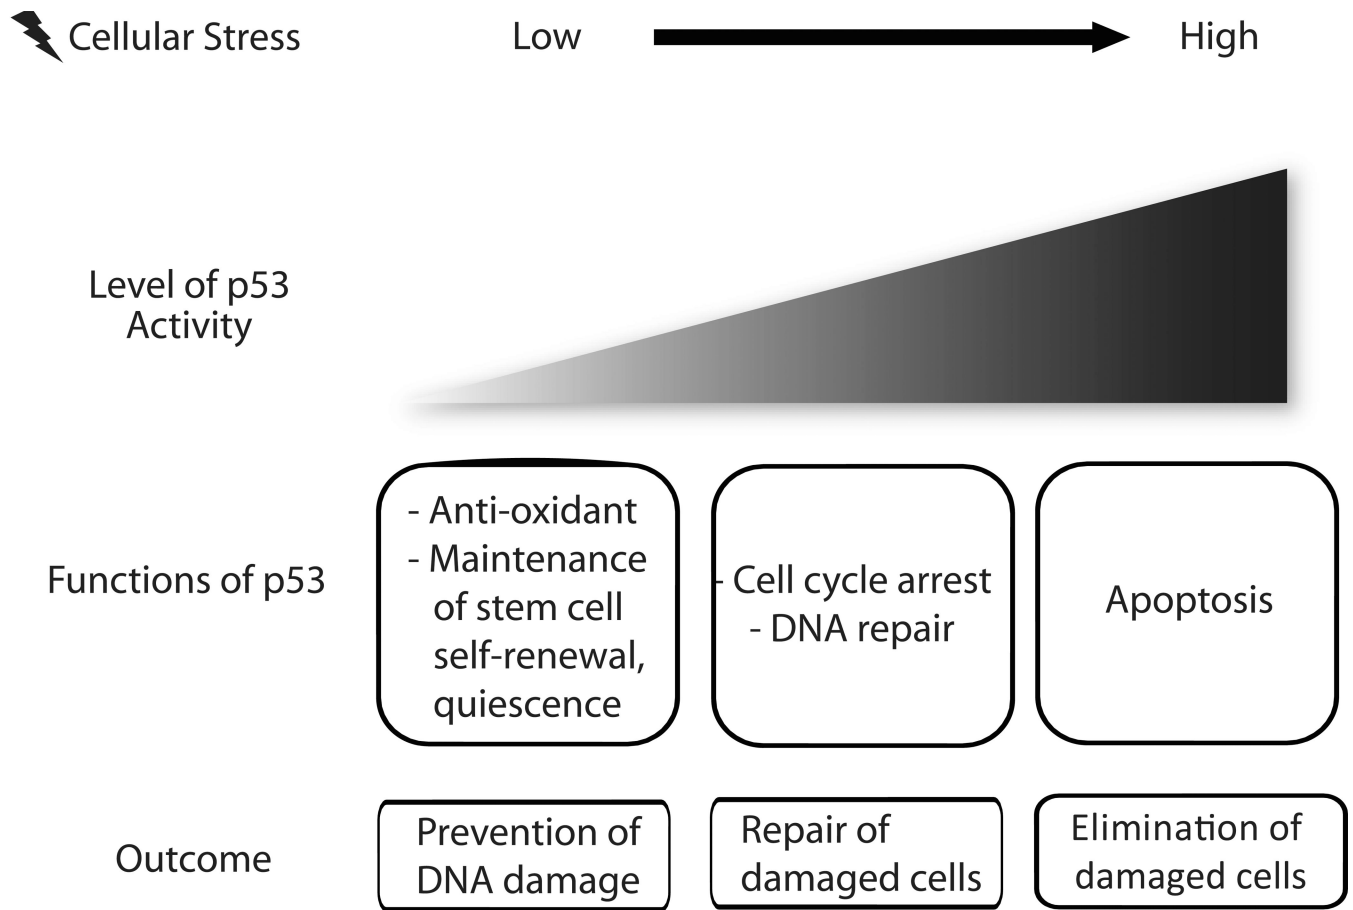 Cellular Stress Low High
Level of p53
Activity
Functions of p53
- Anti-oxidant
- Maintenance
of stem cell
self-renewal,
quiescence
- Cell cycle arrest
- DNA repair
Apoptosis
Outcome
Prevention of
DNA damage
Repair of
damaged cells
Elimination of
damaged cells